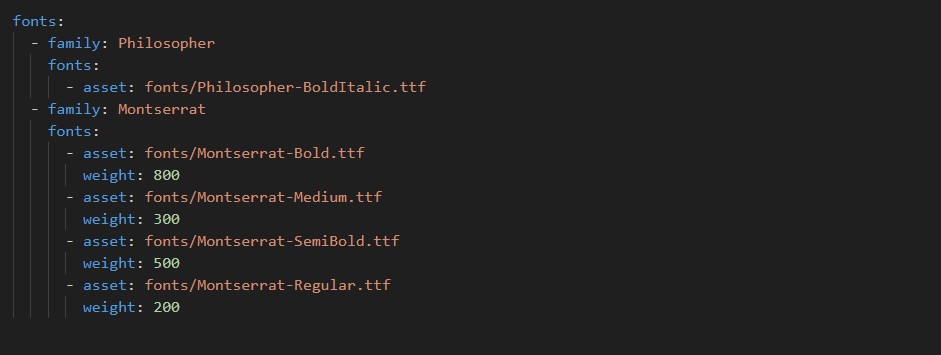 fonts:
  - family: Philosopher
    fonts:
      - asset: fonts/Philosopher-BoldItalic.ttf
  - family: Montserrat
    fonts:
      - asset: fonts/Montserrat-Bold.ttf
        weight: 800
      - asset: fonts/Montserrat-Medium.ttf
        weight: 300
      - asset: fonts/Montserrat-SemiBold.ttf
        weight: 500
      - asset: fonts/Montserrat-Regular.ttf
        weight: 200